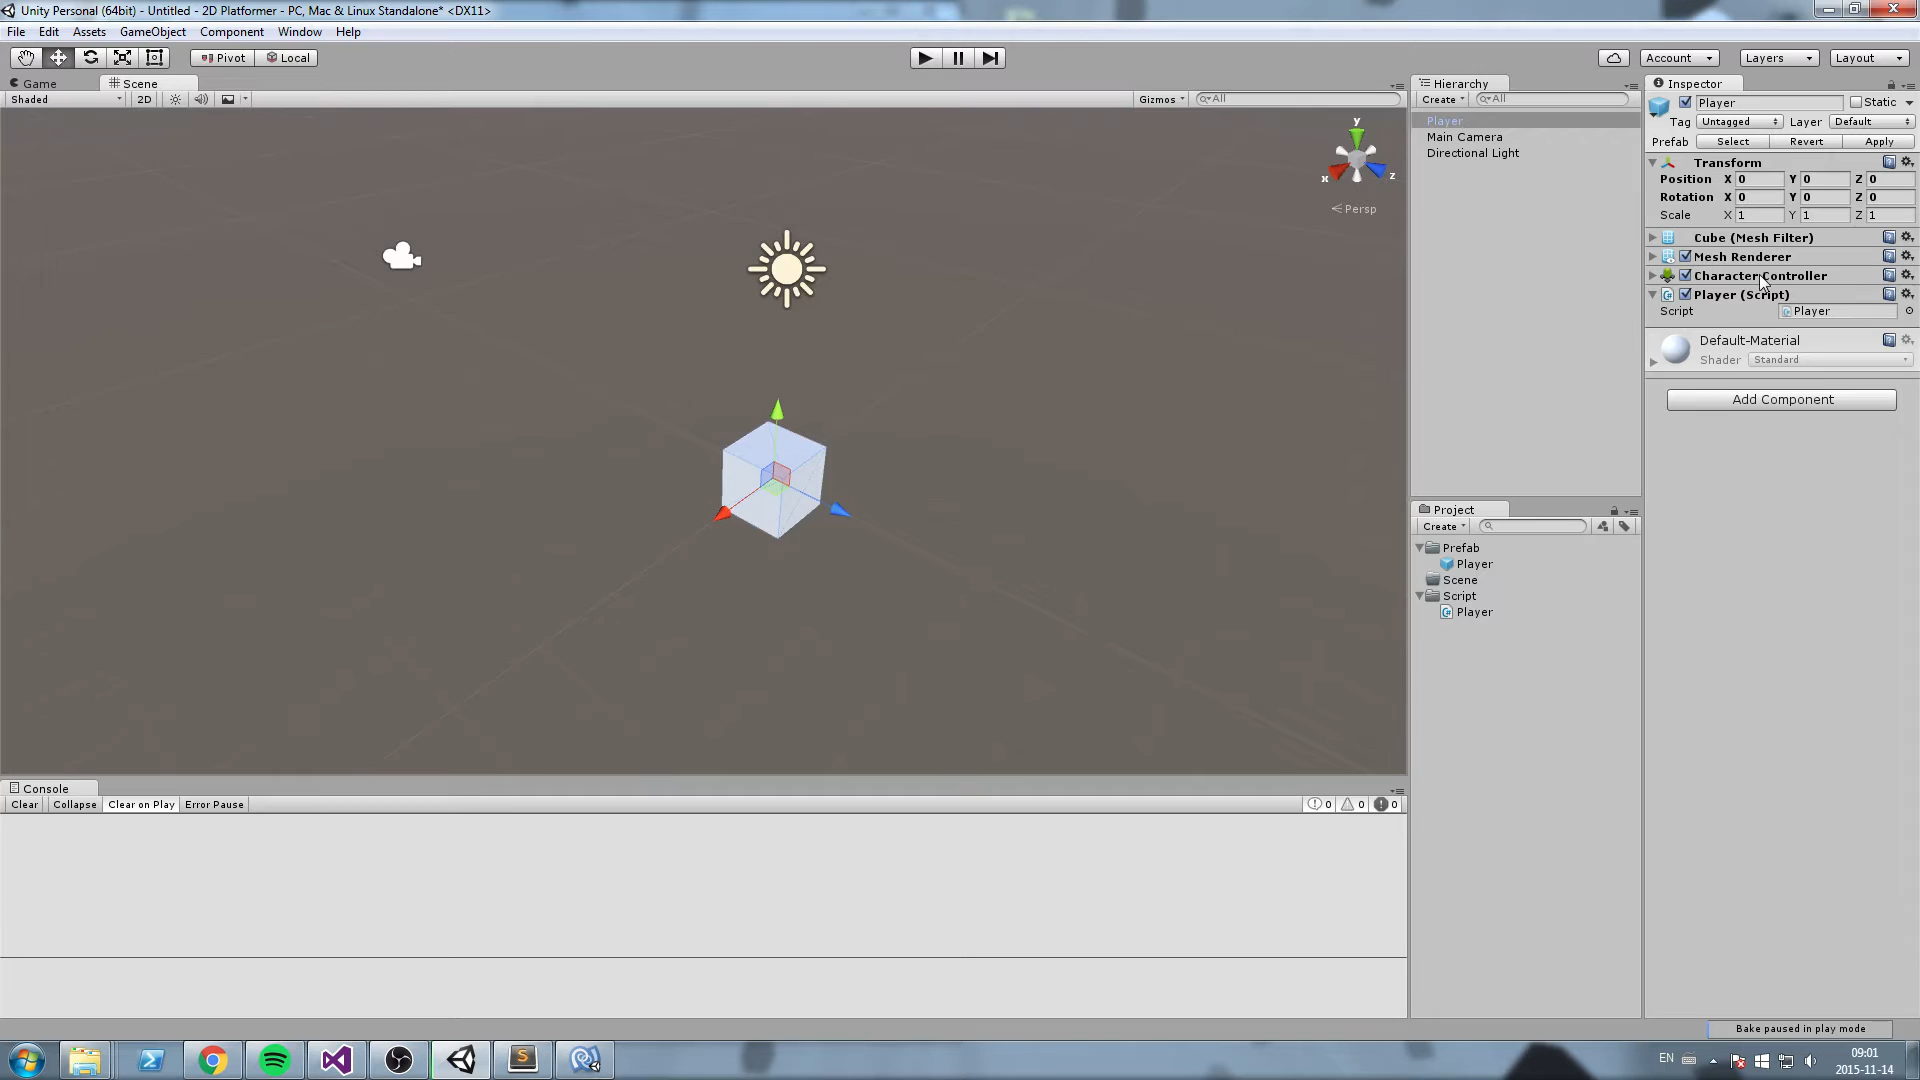 Unity Personal (64bit) - Untitled - 2D Platformer - PC, Mac & Linux Standalone* <DX11>
File Edit Assets GameObject Component Window Help
Pivot Local Account Layers Layout
Game Scene Hierarchy Inspector
Shaded 2D Gizmos All Create All Player Static
Player Tag Untagged Layer Default
Main Camera Prefab Select Revert Apply
Directional Light Transform
Position X 0 Y 0 Z 0
Rotation X 0 Y 0 Z 0
Scale X 1 Y 1 Z 1
Cube (Mesh Filter)
Mesh Renderer
Character Controller
Player (Script)
Script Player
Default-Material
Shader Standard
Add Component
y
x z
Persp
Project
Create
Prefab
Player
Scene
Script
Player
Console
Clear Collapse Clear on Play Error Pause 0 0 0
Bake paused in play mode
EN 09:01
2015-11-14